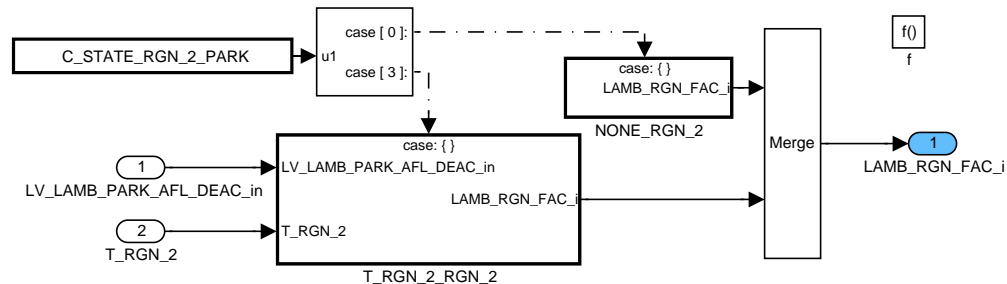 case [ 0 ]:
f()
C_STATE_RGN_2_PARK
u1
f
case [ 3 ]:
case: { }
LAMB_RGN_FAC_i
NONE_RGN_2
case: { }
Merge
1
1
LV_LAMB_PARK_AFL_DEAC_in
LAMB_RGN_FAC_i
LV_LAMB_PARK_AFL_DEAC_in
LAMB_RGN_FAC_i
2
T_RGN_2
T_RGN_2
T_RGN_2_RGN_2